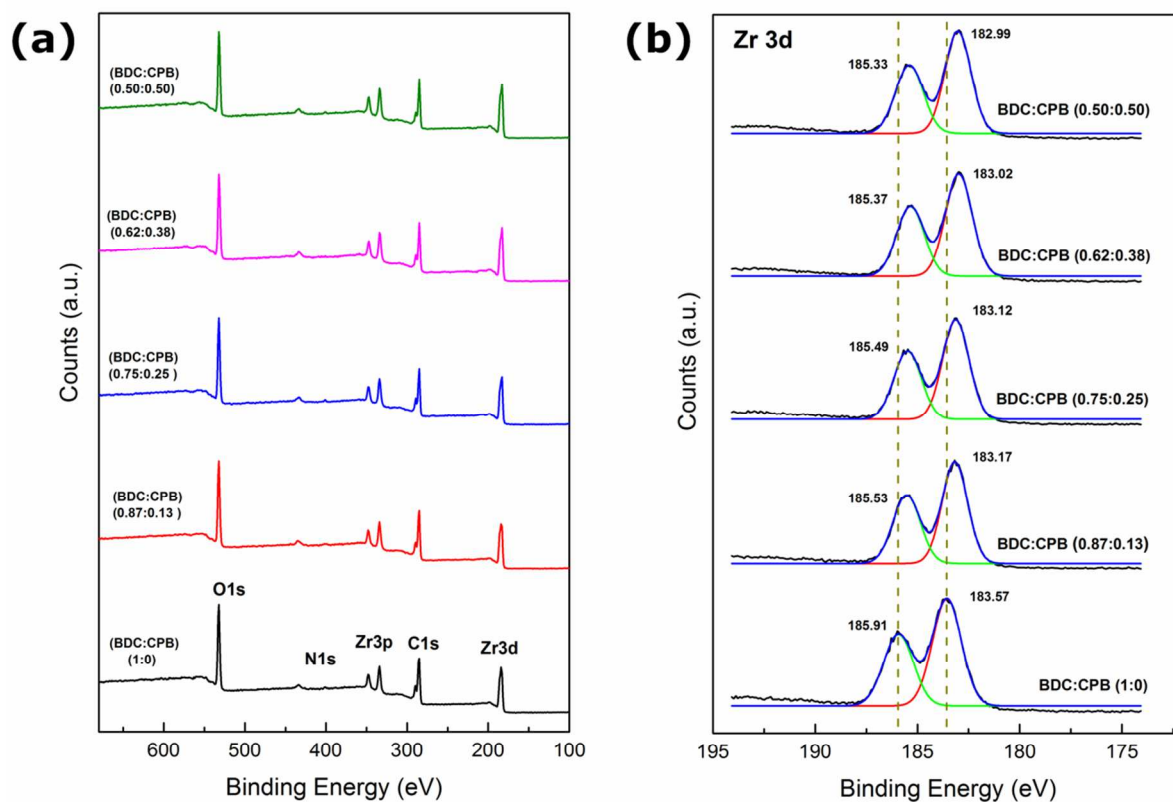 (a)
(BDC:CPB)
(0.50:0.50)
(BDC:CPB)
(0.62:0.38)
(BDC:CPB)
(0.75:0.25 )
(BDC:CPB)
(0.87:0.13 )
(BDC:CPB)
(1:0)
O1s
N1s
Zr3p
C1s
Zr3d
Counts (a.u.)
600
500
400
300
200
100
Binding Energy (eV)
(b)
Zr 3d
182.99
185.33
BDC:CPB (0.50:0.50)
183.02
185.37
BDC:CPB (0.62:0.38)
183.12
185.49
BDC:CPB (0.75:0.25)
183.17
185.53
BDC:CPB (0.87:0.13)
183.57
185.91
BDC:CPB (1:0)
Counts (a.u.)
195
190
185
180
175
Binding Energy (eV)